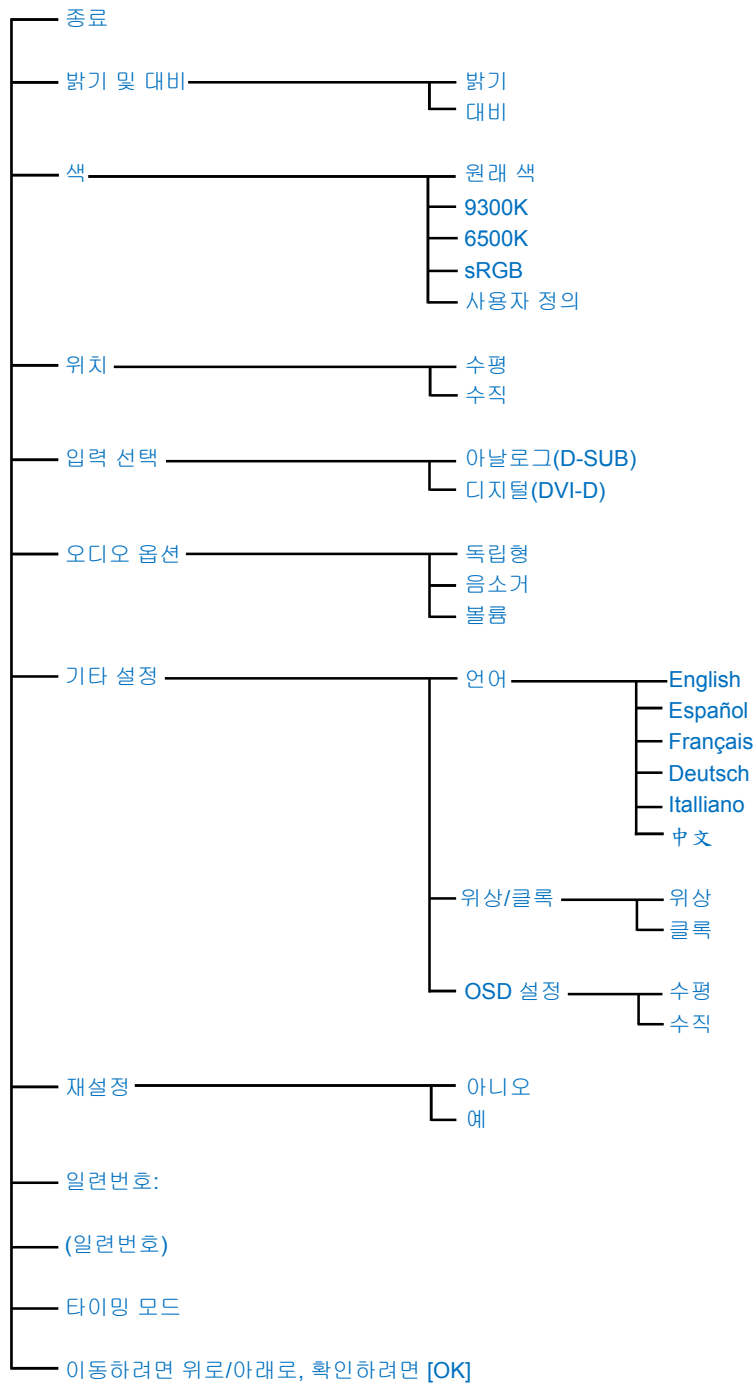 종료
밝기 및 대비
밝기
대비
색
원래 색
9300K
6500K
sRGB
사용자 정의
위치
수평
수직
입력 선택
아날로그(D-SUB)
디지털(DVI-D)
오디오 옵션
독립형
음소거
볼륨
기타 설정
언어
English
Español
Français
Deutsch
Italliano
中文
위상/클록
위상
클록
OSD 설정
수평
수직
재설정
아니오
예
일련번호:
(일련번호)
타이밍 모드
이동하려면 위로/아래로, 확인하려면 [OK]